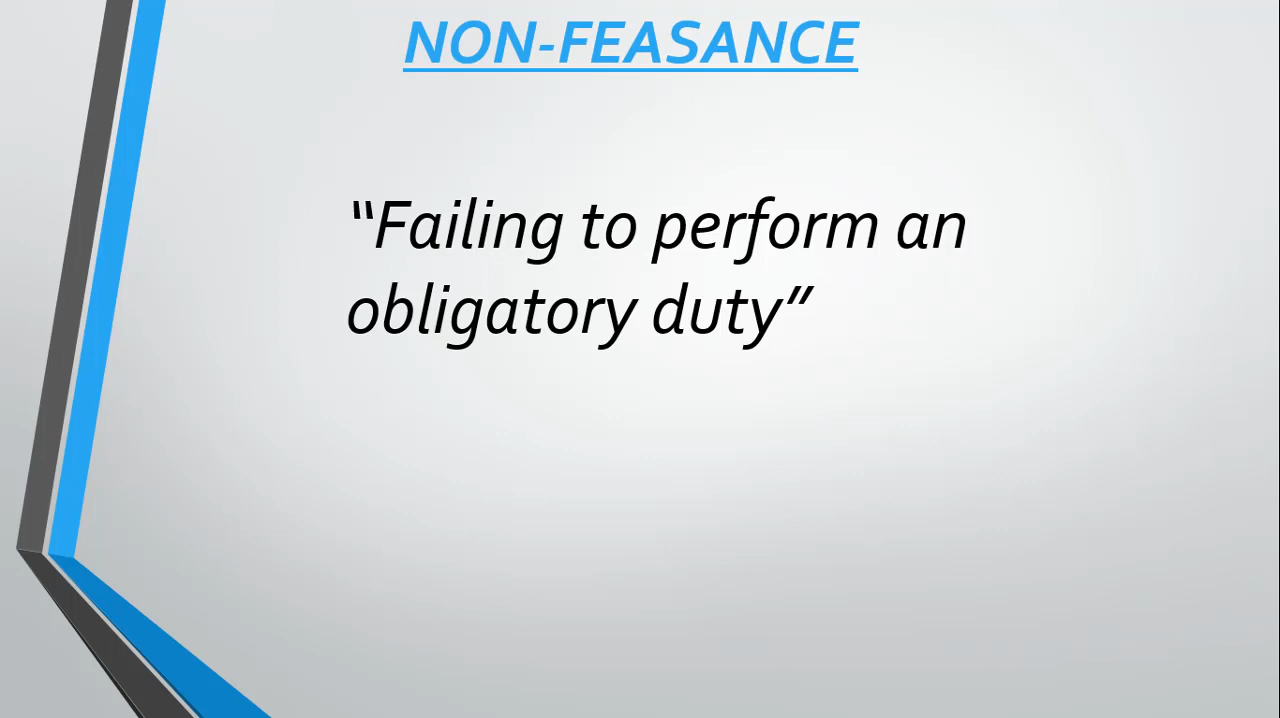 NON-FEASANCE
“Failing to perform an
obligatory duty”